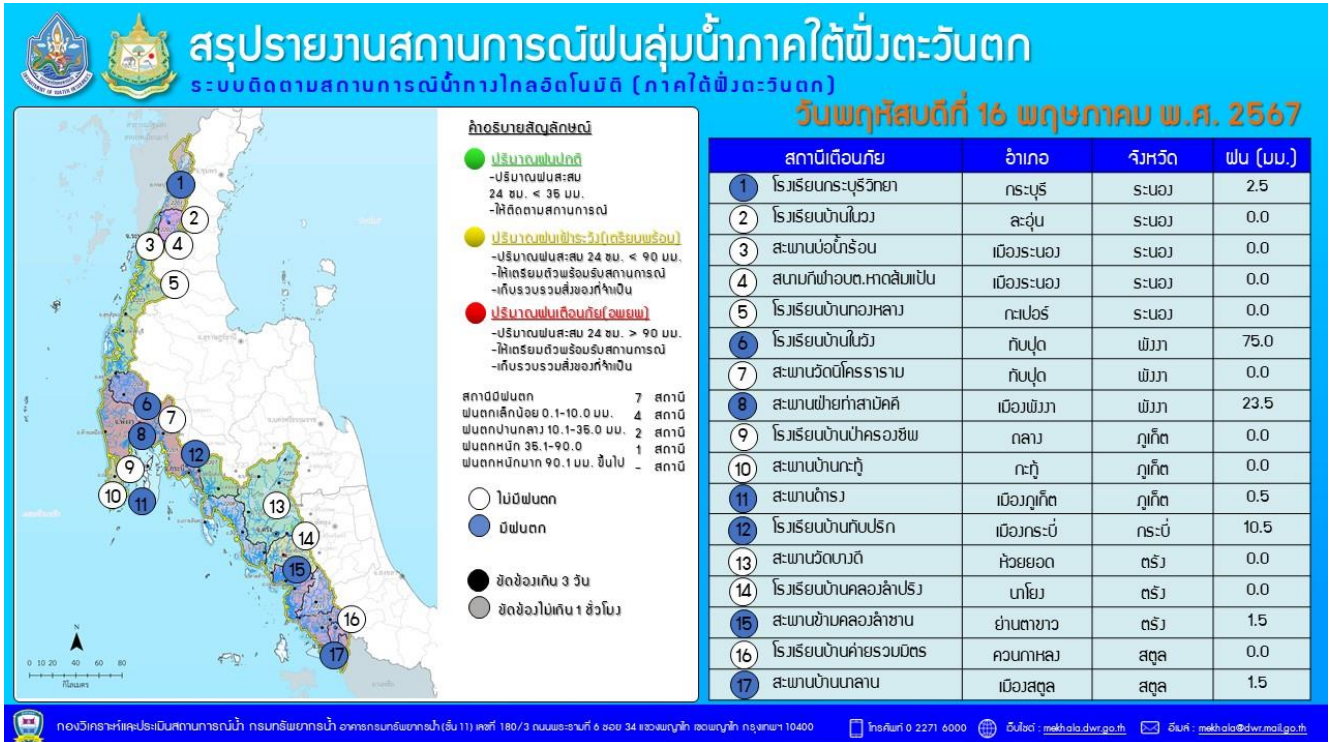 สรุปรายงานสถานการณ์ฝนลุ่มน้ำภาคใต้ฝั่งตะวันตก
ระบบติดตามสถานการณ์น้ำทางไกลอัตโนมัติ (ภาคใต้ฝั่งตะวันตก)
วันพฤหัสบดีที่ 16 พฤษภาคม พ.ศ. 2567
คำอธิบายสัญลักษณ์
ปริมาณฝนปกติ
-ปริมาณฝนสะสม
24 ชม. < 35 มม.
-ให้ติดตามสถานการณ์
ปริมาณฝนเฝ้าระวัง(เตรียมพร้อม)
-ปริมาณฝนสะสม 24 ชม. < 90 มม.
-ให้เตรียมตัวพร้อมรับสถานการณ์
-เก็บรวบรวมสิ่งของที่จำเป็น
ปริมาณฝนเตือนภัย(อพยพ)
-ปริมาณฝนสะสม 24 ชม. > 90 มม.
-ให้เตรียมตัวพร้อมรับสถานการณ์
-เก็บรวบรวมสิ่งของที่จำเป็น
สถานีมีฝนตก 7 สถานี
ฝนตกเล็กน้อย 0.1-10.0 มม. 4 สถานี
ฝนตกปานกลาง 10.1-35.0 มม. 2 สถานี
ฝนตกหนัก 35.1-90.0 1 สถานี
ฝนตกหนักมาก 90.1 มม. ขึ้นไป - สถานี
ไม่มีฝนตก
มีฝนตก
ขัดข้องเกิน 3 วัน
ขัดข้องไม่เกิน 1 ชั่วโมง
1
2
3 4
5
6
7
8
9
10 11
12
13
14
15
16
17
N
0 10 20 40 60 80
กิโลเมตร
สถานีเตือนภัย อำเภอ จังหวัด ฝน (มม.)
1 โรงเรียนกระบุรีวิทยา กระบุรี ระนอง 2.5
2 โรงเรียนบ้านในวง ละอุ่น ระนอง 0.0
3 สะพานบ่อน้ำร้อน เมืองระนอง ระนอง 0.0
4 สนามกีฬาอบต.หาดส้มแป้น เมืองระนอง ระนอง 0.0
5 โรงเรียนบ้านทองหลาง กะเปอร์ ระนอง 0.0
6 โรงเรียนบ้านในวัง ทับปุด พังงา 75.0
7 สะพานวัดนิโครธาราม ทับปุด พังงา 0.0
8 สะพานฝ่ายท่าสามัคคี เมืองพังงา พังงา 23.5
9 โรงเรียนบ้านป่าครองชีพ ถลาง ภูเก็ต 0.0
10 สะพานบ้านกะทู้ กะทู้ ภูเก็ต 0.0
11 สะพานดำรง เมืองภูเก็ต ภูเก็ต 0.5
12 โรงเรียนบ้านทับปริก เมืองกระบี่ กระบี่ 10.5
13 สะพานวัดบางดี ห้วยยอด ตรัง 0.0
14 โรงเรียนบ้านคลองลำปริง นาโยง ตรัง 0.0
15 สะพานข้ามคลองลำชาน ย่านตาขาว ตรัง 1.5
16 โรงเรียนบ้านค่ายรวมมิตร ควนกาหลง สตูล 0.0
17 สะพานบ้านนาลาน เมืองสตูล สตูล 1.5
กองวิเคราะห์และประเมินสถานการณ์น้ำ กรมทรัพยากรน้ำ อาคารกรมทรัพยากรน้ำ (ชั้น 11) เลขที่ 180/3 ถนนพระรามที่ 6 ซอย 34 แขวงพญาไท เขตพญาไท กรุงเทพฯ 10400 โทรศัพท์ 0 2271 6000 เว็บไซต์ : mekhala.dwr.go.th อีเมล์ : mekhala@dwr.mail.go.th